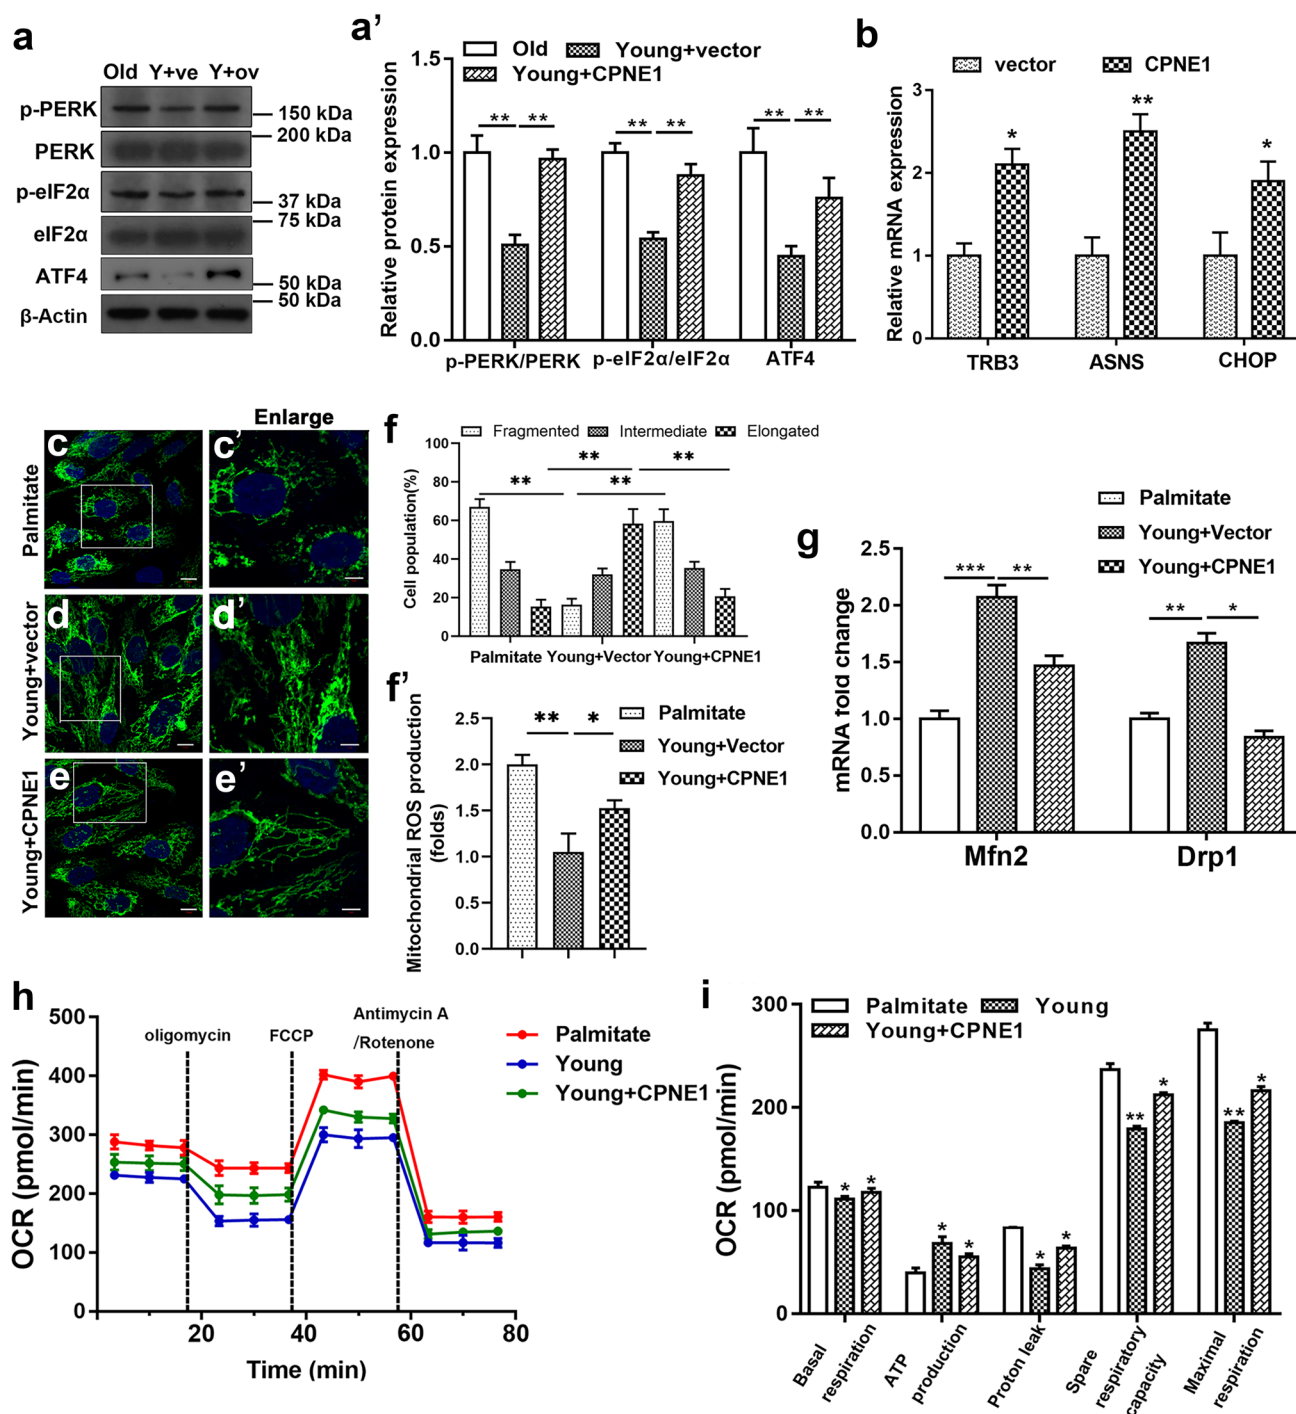 a
Old Y+ve Y+ov
p-PERK
150 kDa
200 kDa
PERK
p-eIF2α
37 kDa
75 kDa
eIF2α
ATF4
50 kDa
50 kDa
β-Actin
a’
Old Young+vector
Young+CPNE1
Relative protein expression
1.5
1.0
0.5
0.0
** ** ** ** ** **
p-PERK/PERK p-eIF2α/eIF2α ATF4
b
vector CPNE1
Relative mRNA expression
3
2
1
0
* ** *
TRB3 ASNS CHOP
Enlarge
c c’
Palmitate
d d’
Young+vector
e e’
Young+CPNE1
f
Fragmented Intermediate Elongated
Cell population(%)
100
80
60
40
20
0
** **
** **
Palmitate Young+Vector Young+CPNE1
f’
Mitochondrial ROS production
(folds)
2.5
2.0
1.5
1.0
0.5
0.0
** *
Palmitate
Young+Vector
Young+CPNE1
g
Palmitate
Young+Vector
Young+CPNE1
mRNA fold change
2.5
2.0
1.5
1.0
0.5
0.0
*** ** ** *
Mfn2 Drp1
h
OCR (pmol/min)
500
400
300
200
100
0
oligomycin FCCP Antimycin A
/Rotenone
Palmitate
Young
Young+CPNE1
20 40 60 80
Time (min)
i
Palmitate Young
Young+CPNE1
OCR (pmol/min)
300
200
100
0
* * * * * * ** * ** *
Basal
respiration
ATP
production
Proton leak
Spare
respiratory
capacity
Maximal
respiration